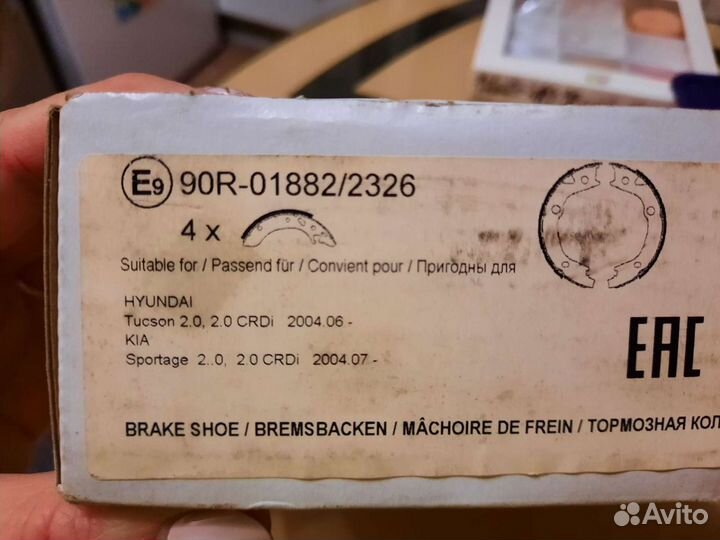 E9 90R-01882/2326
4 x
Suitable for / Passend für / Convient pour / Пригодны для
HYUNDAI
Tucson 2.0, 2.0 CRDi 2004.06 -
KIA
Sportage 2..0, 2.0 CRDi 2004.07 -
EAC
BRAKE SHOE / BREMSBACKEN / MÂCHOIRE DE FREIN / ТОРМОЗНАЯ КОЛ
Avito